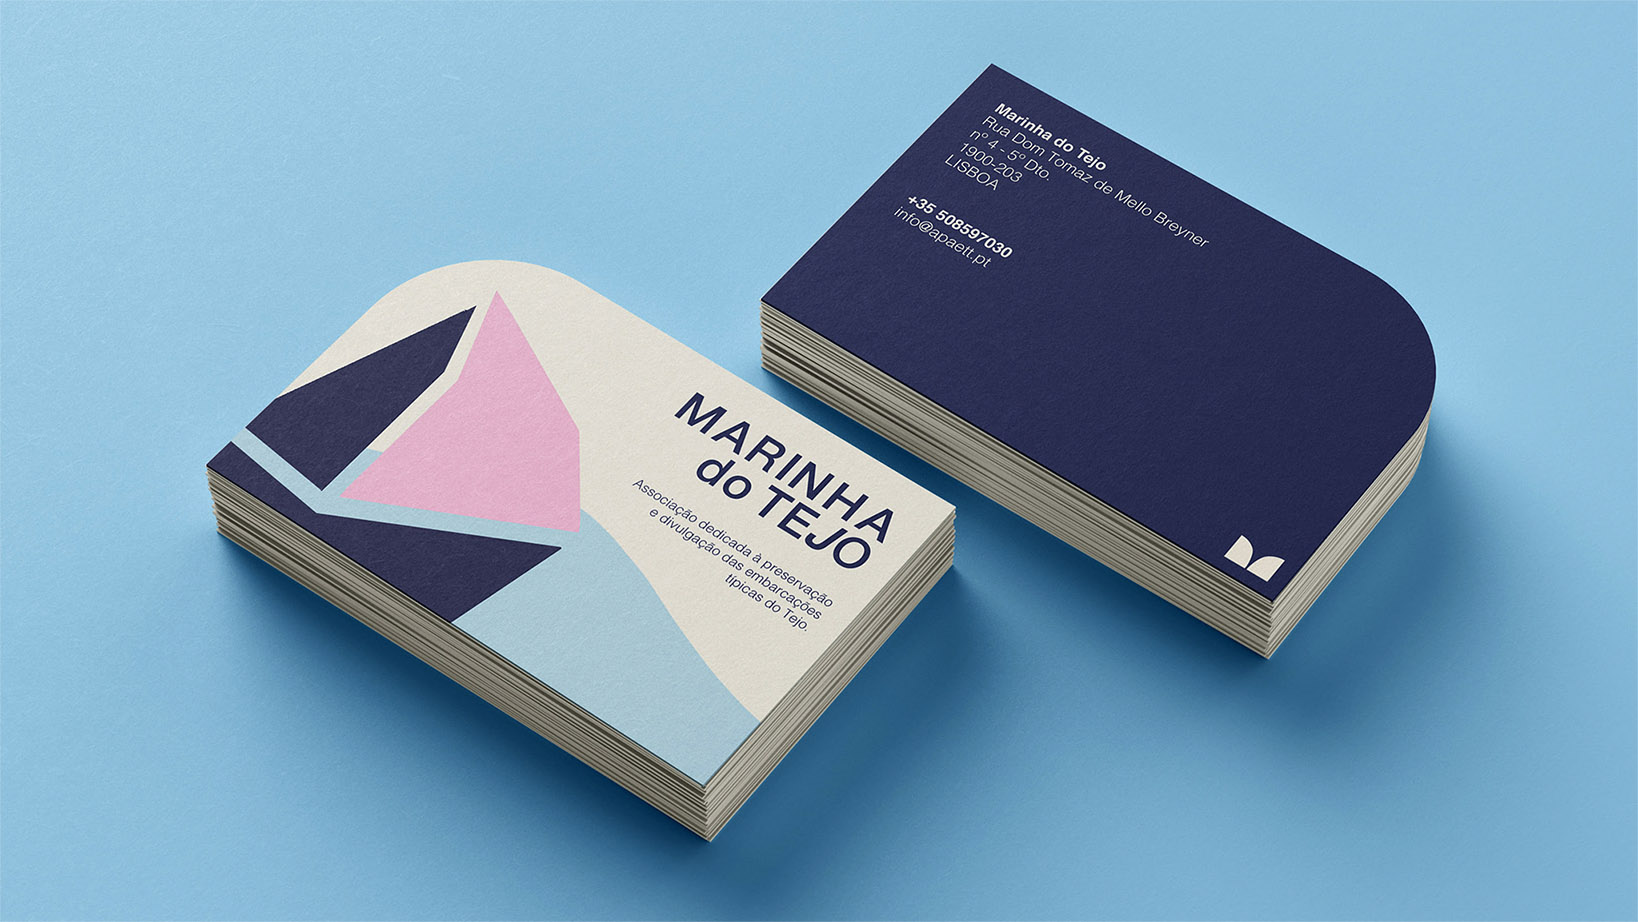 MARINHA
do TEJO
Associação dedicada à preservação
e divulgação das embarcações
típicas do Tejo.
Marinha do Tejo
Rua Dom Tomaz de Mello Breyner
nº 4 - 5º Dto.
1900-203
LISBOA
+35 508597030
info@apaett.pt